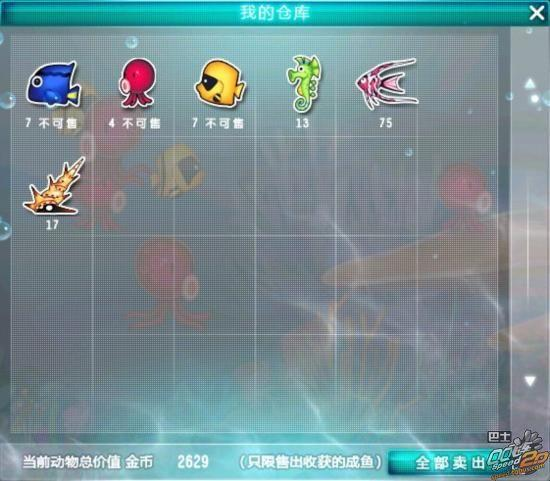 我的仓库
7 不可售 4 不可售 7 不可售 13 75
17
巴士
当前动物总价值 金币 2629 （只限售出收获的成鱼） 全部卖出